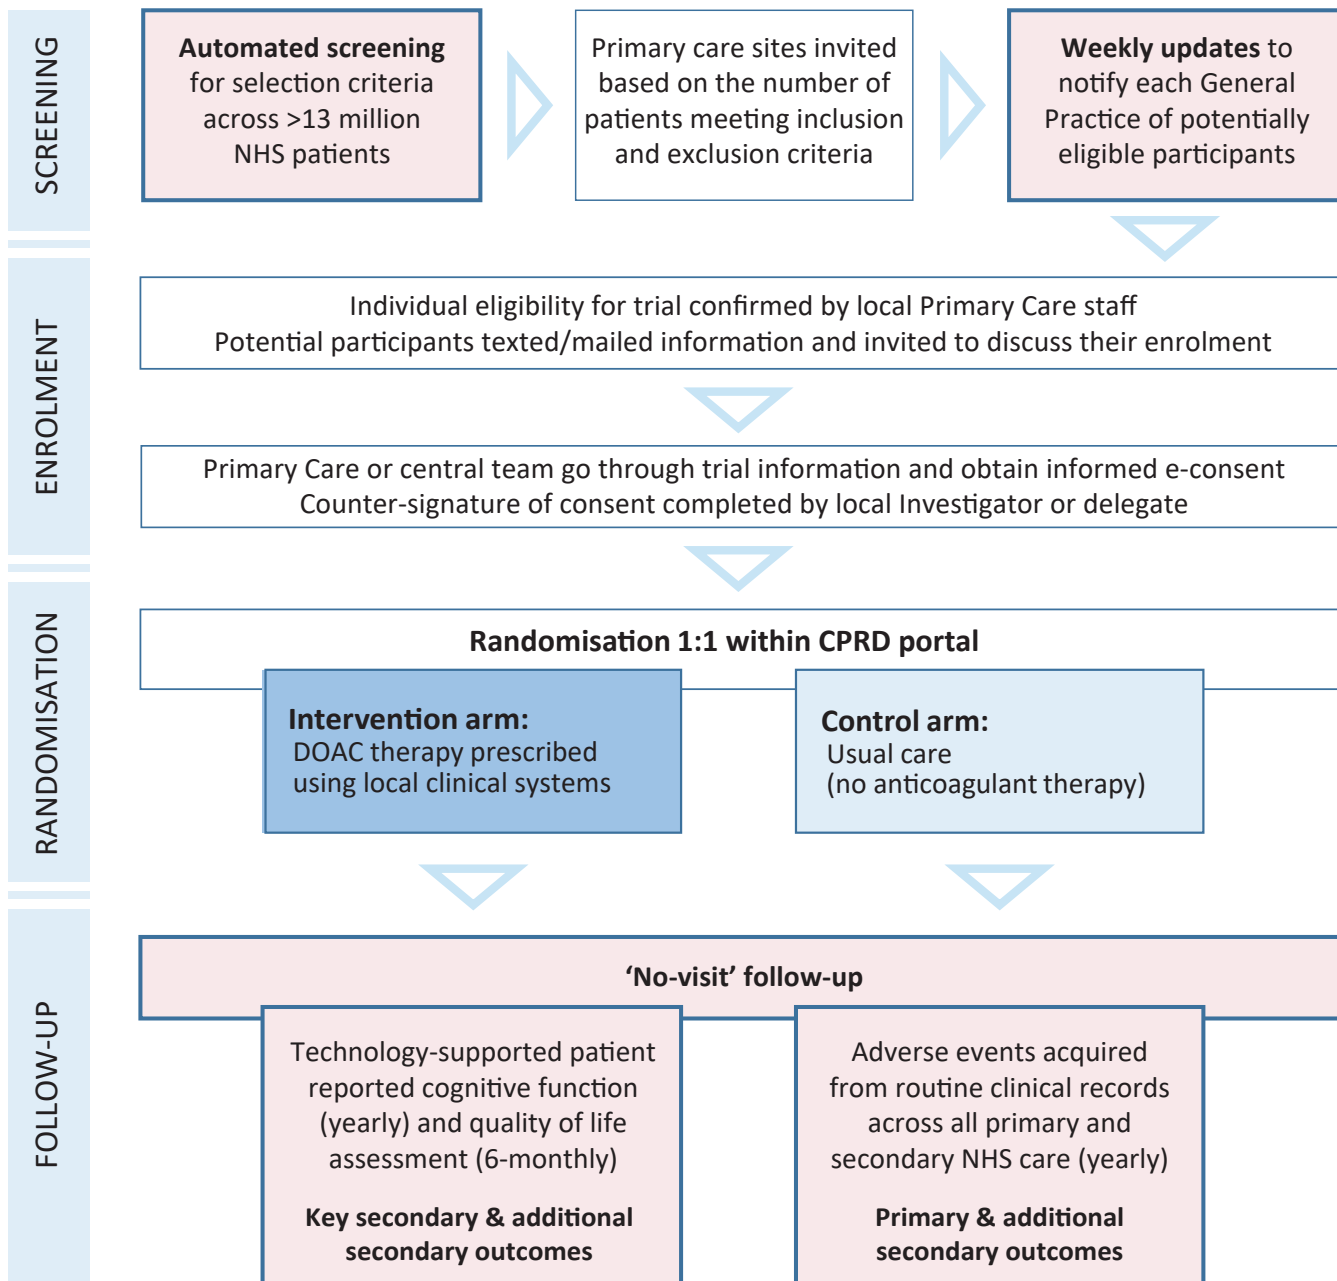 SCREENING
Automated screening
for selection criteria
across >13 million
NHS patients
Primary care sites invited
based on the number of
patients meeting inclusion
and exclusion criteria
Weekly updates to
notify each General
Practice of potentially
eligible participants
ENROLMENT
Individual eligibility for trial confirmed by local Primary Care staff
Potential participants texted/mailed information and invited to discuss their enrolment
Primary Care or central team go through trial information and obtain informed e-consent
Counter-signature of consent completed by local Investigator or delegate
RANDOMISATION
Randomisation 1:1 within CPRD portal
Intervention arm:
DOAC therapy prescribed
using local clinical systems
Control arm:
Usual care
(no anticoagulant therapy)
FOLLOW-UP
‘No-visit’ follow-up
Technology-supported patient
reported cognitive function
(yearly) and quality of life
assessment (6-monthly)
Key secondary & additional
secondary outcomes
Adverse events acquired
from routine clinical records
across all primary and
secondary NHS care (yearly)
Primary & additional
secondary outcomes